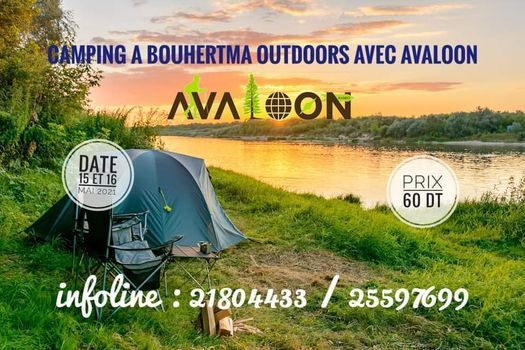 CAMPING A BOUHERTMA OUTDOORS AVEC AVALOON
AVALOON
DATE
15 ET 16
MAI 2021
PRIX
60 DT
infoline : 21804433 / 25597699